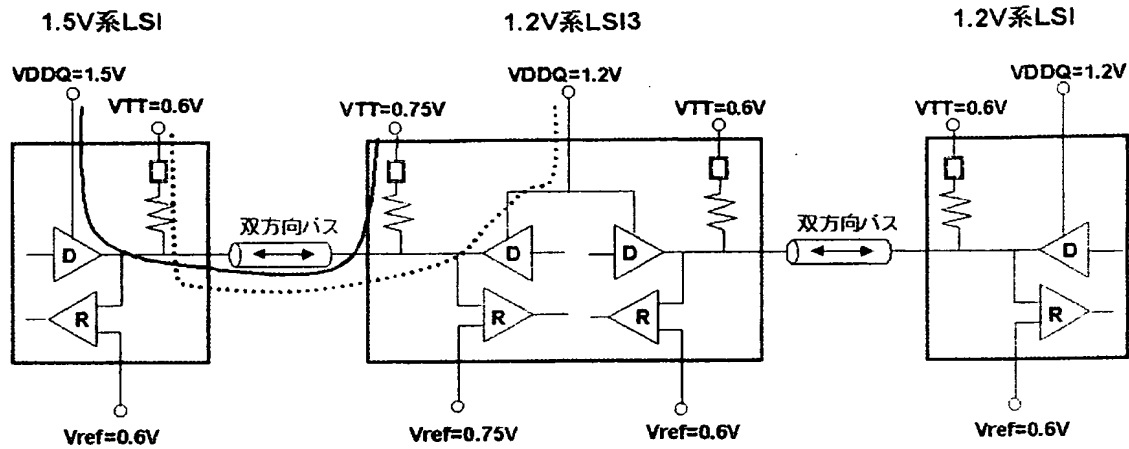 1.5V系LSI
1.2V系LSI3
1.2V系LSI
VDDQ=1.5V
VDDQ=1.2V
VDDQ=1.2V
VTT=0.6V
VTT=0.75V
VTT=0.6V
VTT=0.6V
双方向バス
双方向バス
D
D
D
D
R
R
R
R
Vref=0.6V
Vref=0.75V
Vref=0.6V
Vref=0.6V